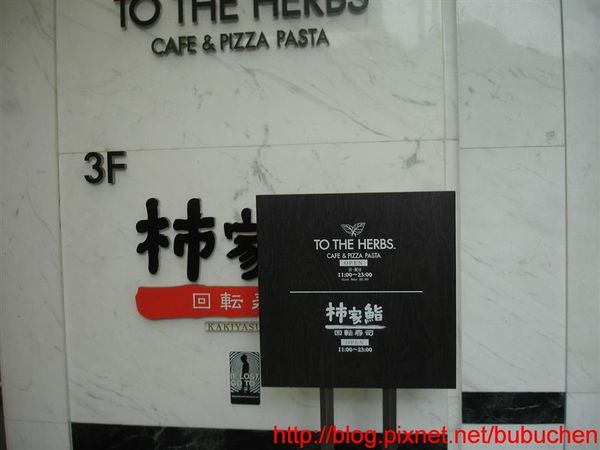 TO THE HERBS
CAFE & PIZZA PASTA
3F
柿家
回転寿
KAKIYASU
TO THE HERBS.
CAFE & PIZZA PASTA
OPEN
11:00~23:00
柿家鮨
回転寿司
OPEN
11:00~23:00
http://blog.pixnet.net/bubuchen